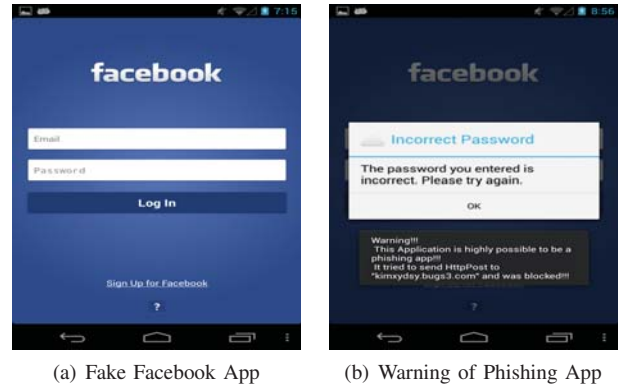 7:15
facebook
Email
Password
Log In
Sign Up for Facebook
?
(a) Fake Facebook App
8:56
facebook
Incorrect Password
The password you entered is
incorrect. Please try again.
OK
Warning!!!
This Application is highly possible to be a
phishing app!!!
It tried to send HttpPost to
"kimxydsy.bugs3.com" and was blocked!!!
?
(b) Warning of Phishing App